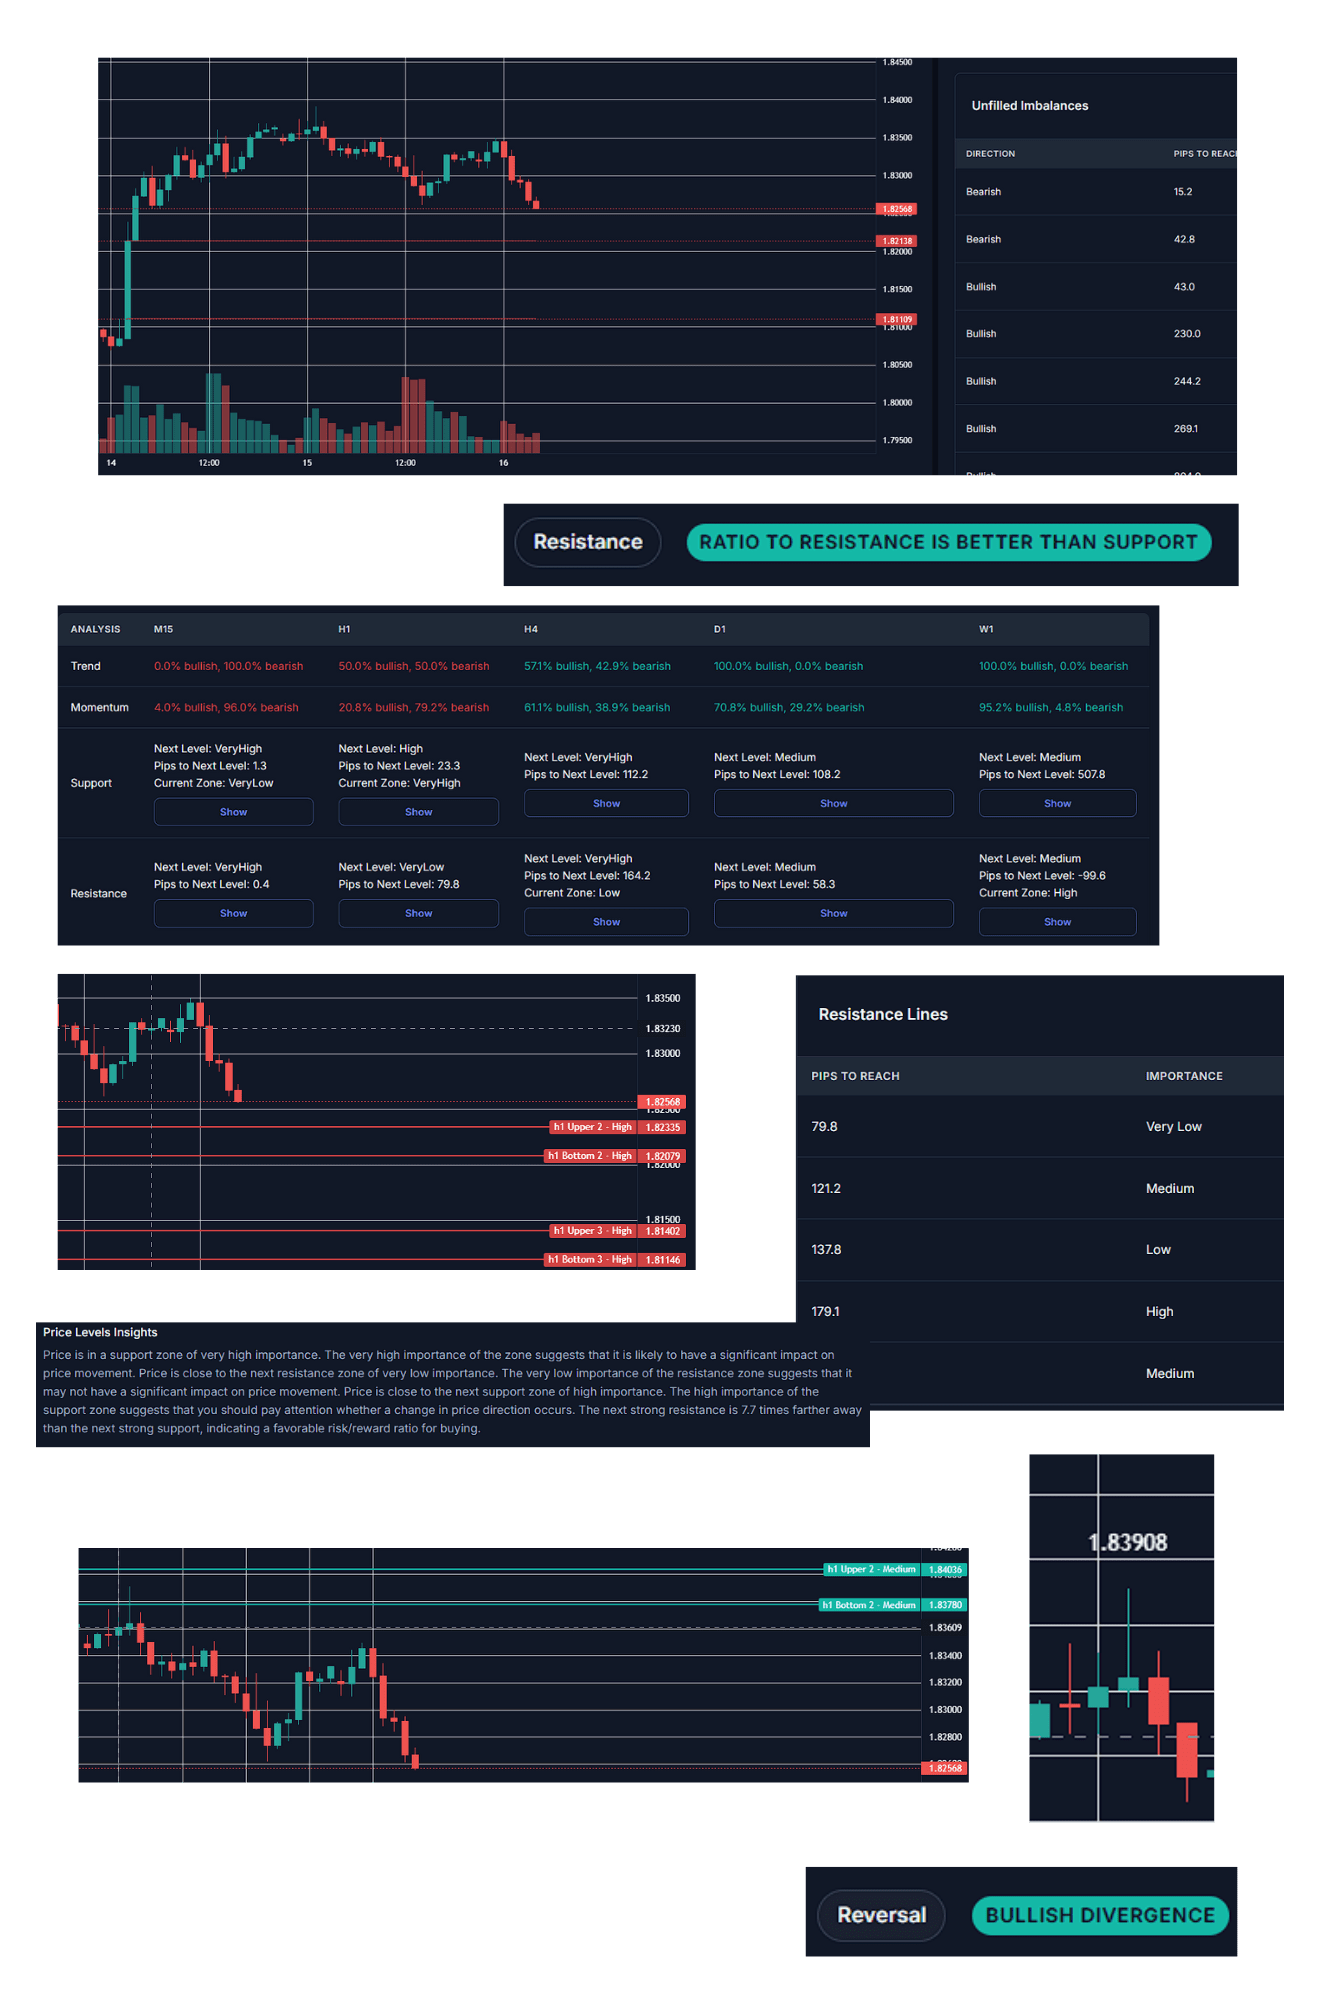 1.84500
1.84000
1.83500
1.83000
1.82568
1.82138
1.82000
1.81500
1.81109
1.81000
1.80500
1.80000
1.79500
14 12:00 15 12:00 16
Unfilled Imbalances
DIRECTION PIPS TO REACH
Bearish 15.2
Bearish 42.8
Bullish 43.0
Bullish 230.0
Bullish 244.2
Bullish 269.1
Resistance RATIO TO RESISTANCE IS BETTER THAN SUPPORT
ANALYSIS M15 H1 H4 D1 W1
Trend 0.0% bullish, 100.0% bearish 50.0% bullish, 50.0% bearish 57.1% bullish, 42.9% bearish 100.0% bullish, 0.0% bearish 100.0% bullish, 0.0% bearish
Momentum 4.0% bullish, 96.0% bearish 20.8% bullish, 79.2% bearish 61.1% bullish, 38.9% bearish 70.8% bullish, 29.2% bearish 95.2% bullish, 4.8% bearish
Support
Next Level: VeryHigh
Pips to Next Level: 1.3
Current Zone: VeryLow
Show
Next Level: High
Pips to Next Level: 23.3
Current Zone: VeryHigh
Show
Next Level: VeryHigh
Pips to Next Level: 112.2
Show
Next Level: Medium
Pips to Next Level: 108.2
Show
Next Level: Medium
Pips to Next Level: 507.8
Show
Resistance
Next Level: VeryHigh
Pips to Next Level: 0.4
Show
Next Level: VeryLow
Pips to Next Level: 79.8
Show
Next Level: VeryHigh
Pips to Next Level: 164.2
Current Zone: Low
Show
Next Level: Medium
Pips to Next Level: 58.3
Show
Next Level: Medium
Pips to Next Level: -99.6
Current Zone: High
Show
1.83500
1.83230
1.83000
1.82568
1.82500
h1 Upper 2 - High 1.82335
h1 Bottom 2 - High 1.82079
1.82000
1.81500
h1 Upper 3 - High 1.81402
h1 Bottom 3 - High 1.81146
Resistance Lines
PIPS TO REACH IMPORTANCE
79.8 Very Low
121.2 Medium
137.8 Low
179.1 High
Medium
Price Levels Insights
Price is in a support zone of very high importance. The very high importance of the zone suggests that it is likely to have a significant impact on
price movement. Price is close to the next resistance zone of very low importance. The very low importance of the resistance zone suggests that it
may not have a significant impact on price movement. Price is close to the next support zone of high importance. The high importance of the
support zone suggests that you should pay attention whether a change in price direction occurs. The next strong resistance is 7.7 times farther away
than the next strong support, indicating a favorable risk/reward ratio for buying.
h1 Upper 2 - Medium 1.84036
h1 Bottom 2 - Medium 1.83780
1.83609
1.83400
1.83200
1.83000
1.82800
1.82568
1.83908
Reversal BULLISH DIVERGENCE